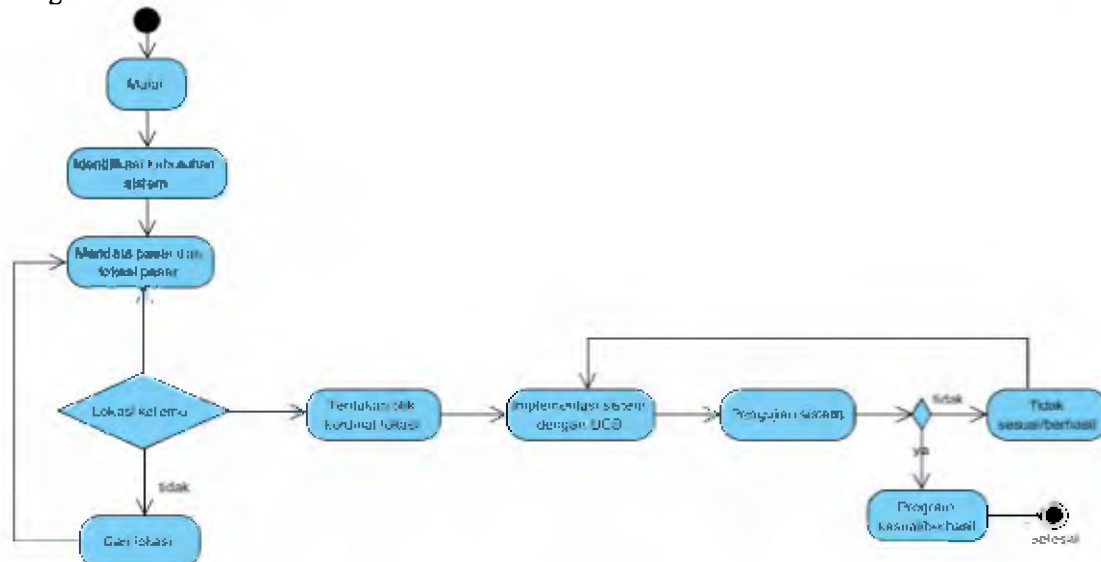 Mulai
Identifikasi kebutuhan
sistem
Mendata pasar dan
lokasi pasar
Lokasi ketemu
tidak
Cari lokasi
Tentukan titik
lokasi
Implementasi sistem
dengan UCD
Pengujian sistem
tidak
Tidak
sesuai/berhasil
ya
Program
sesuai/berhasil
selesai